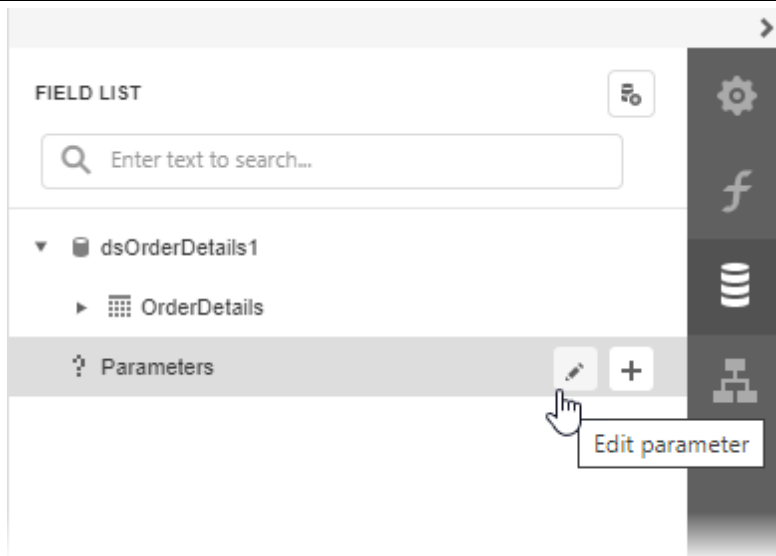 FIELD LIST
Enter text to search...
dsOrderDetails1
OrderDetails
Parameters
Edit parameter